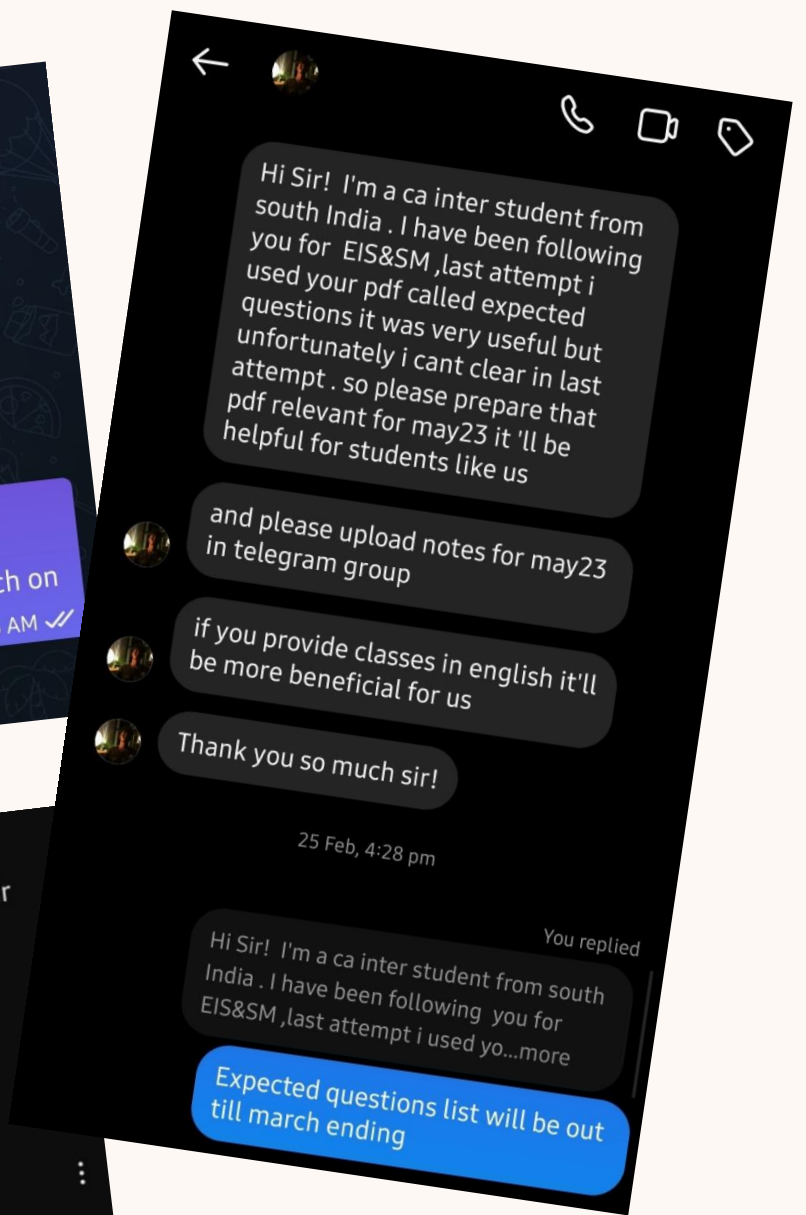 Hi Sir!  I'm a ca inter student from
south India . I have been following
you for  EIS&SM ,last attempt i
used your pdf called expected
questions it was very useful but
unfortunately i cant clear in last
attempt . so please prepare that
pdf relevant for may23 it 'll be
helpful for students like us
and please upload notes for may23
in telegram group
if you provide classes in english it'll
be more beneficial for us
Thank you so much sir!
25 Feb, 4:28 pm
You replied
Hi Sir!  I'm a ca inter student from south
India . I have been following  you for
EIS&SM ,last attempt i used yo...more
Expected questions list will be out
till march ending
ch on
AM
r